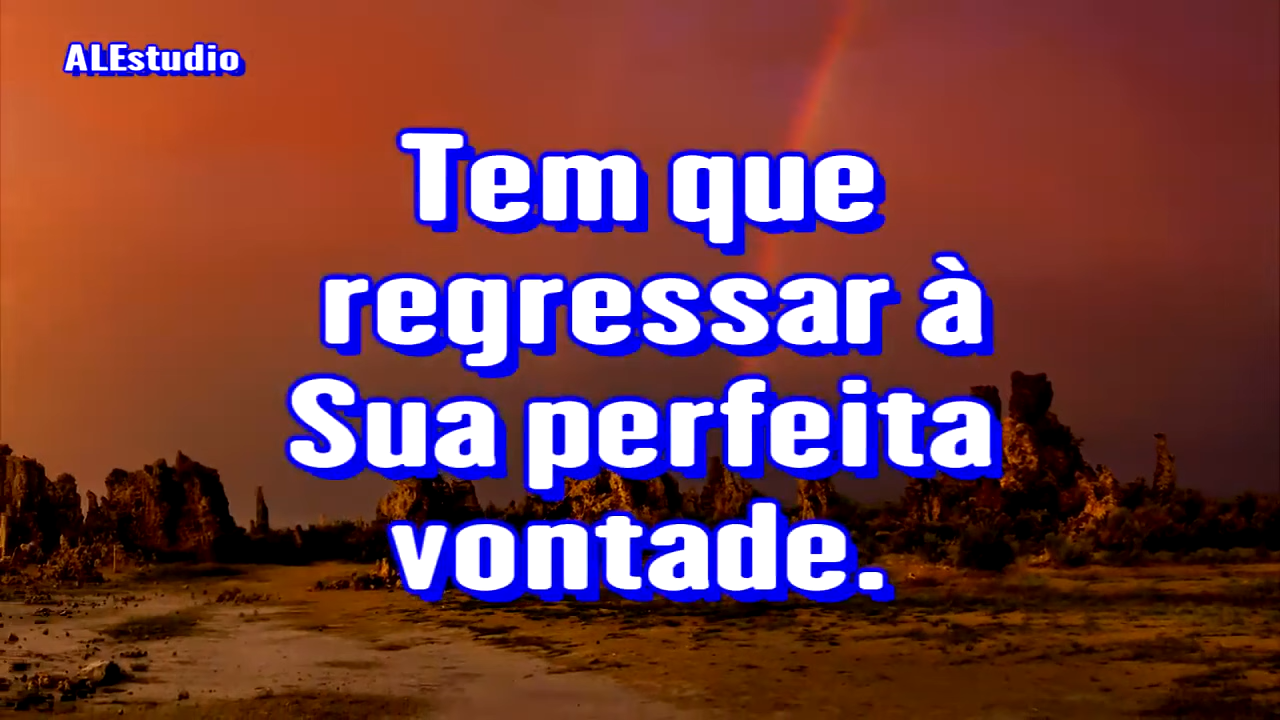 ALEstudio
Tem que
regressar à
Sua perfeita
vontade.